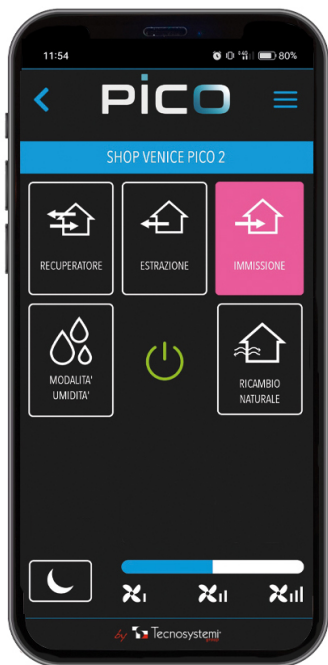 11:54
80%
PICO
SHOP VENICE PICO 2
RECUPERATORE
ESTRAZIONE
IMMISSIONE
MODALITA'
UMIDITA'
RICAMBIO
NATURALE
by Tecnosystemi